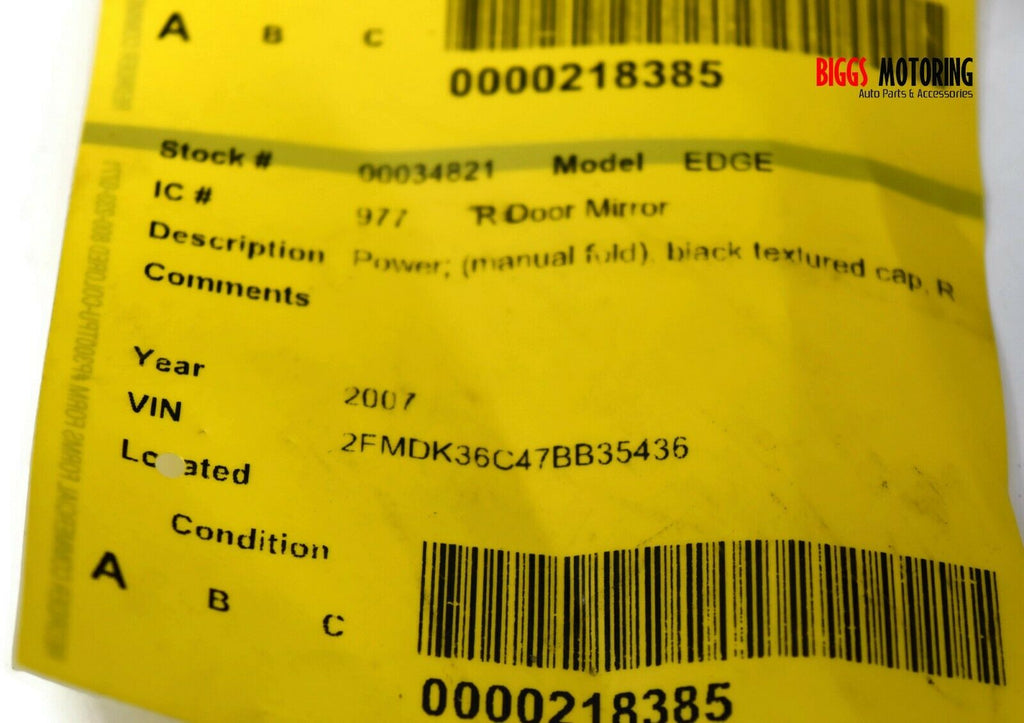 A B C
0000218385
BIGGS MOTORING
Auto Parts & Accessories
Stock # 00034821 Model EDGE
IC # 977 R Door Mirror
Description Power; (manual fold), black textured cap, R
Comments
Year 2007
VIN 2FMDK36C47BB35436
Located
Condition
A B C
0000218385